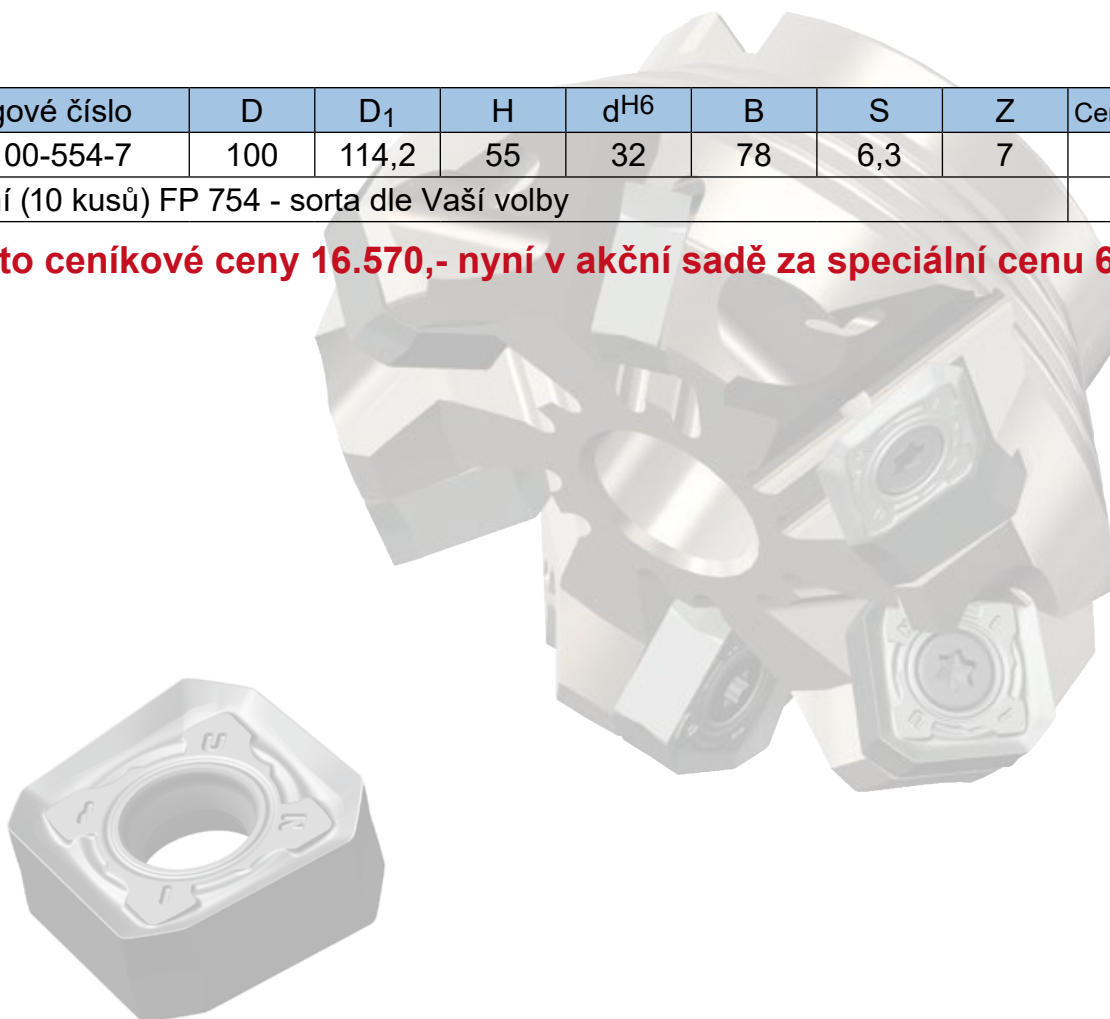 gové číslo D D1 H dH6 B S Z Cer
00-554-7 100 114,2 55 32 78 6,3 7
í (10 kusů) FP 754 - sorta dle Vaší volby
to ceníkové ceny 16.570,- nyní v akční sadě za speciální cenu 6